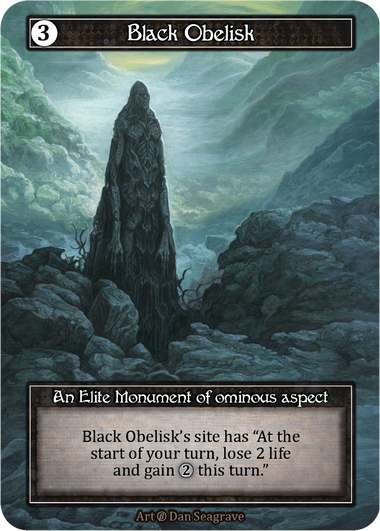 3
Black Obelisk
An Elite Monument of ominous aspect
Black Obelisk's site has “At the
start of your turn, lose 2 life
and gain ② this turn.”
Art @ Dan Seagrave